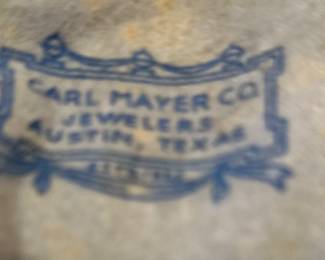 CARL MAYER CO.
JEWELERS
AUSTIN, TEXAS